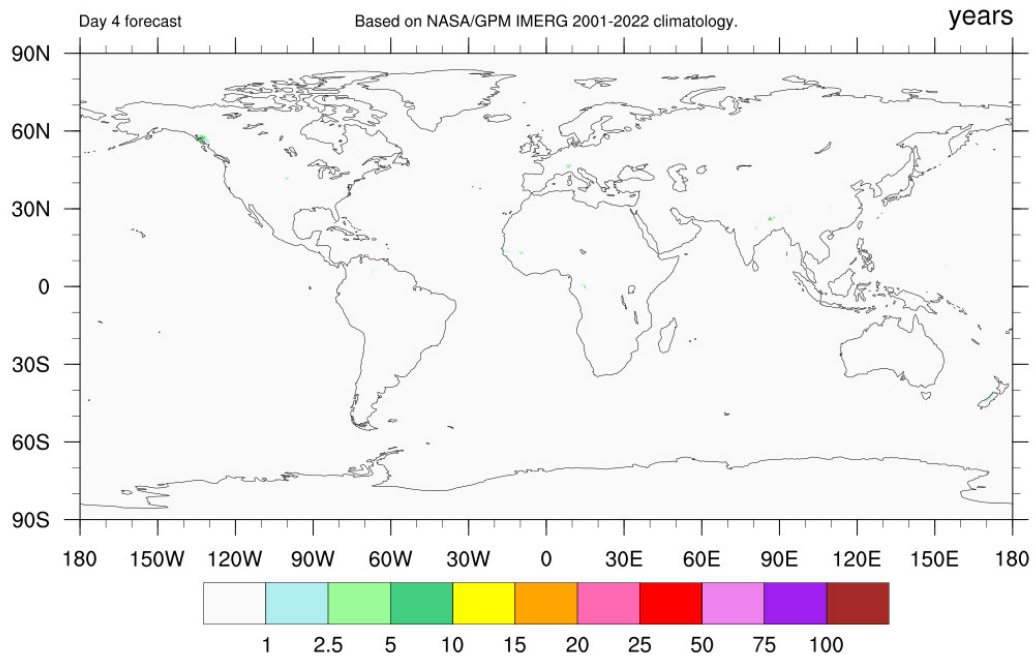 Day 4 forecast Based on NASA/GPM IMERG 2001-2022 climatology. years
90N
60N
30N
0
30S
60S
90S
180 150W 120W 90W 60W 30W 0 30E 60E 90E 120E 150E 180
1 2.5 5 10 15 20 25 50 75 100